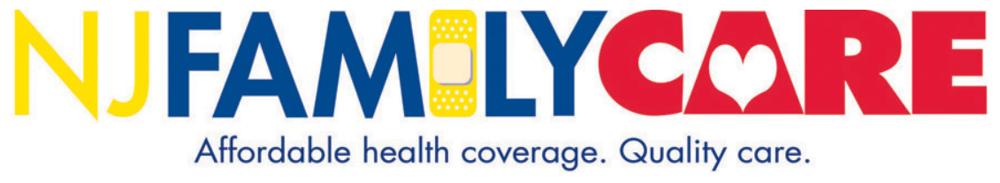 NJFAMILYCARE
Affordable health coverage. Quality care.